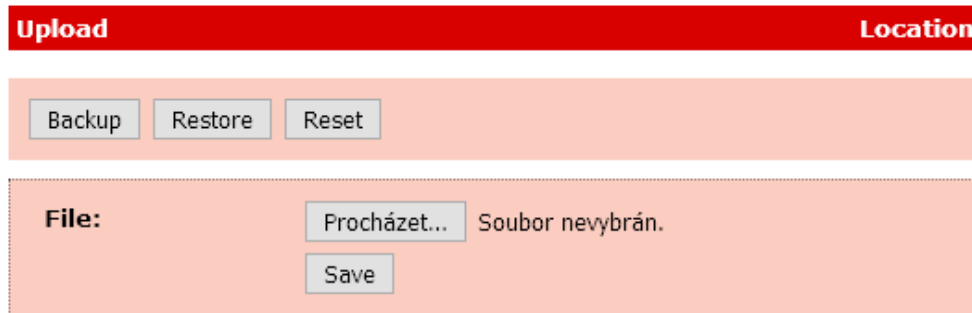 Upload Location
Backup Restore Reset
File: Procházet... Soubor nevybrán.
Save